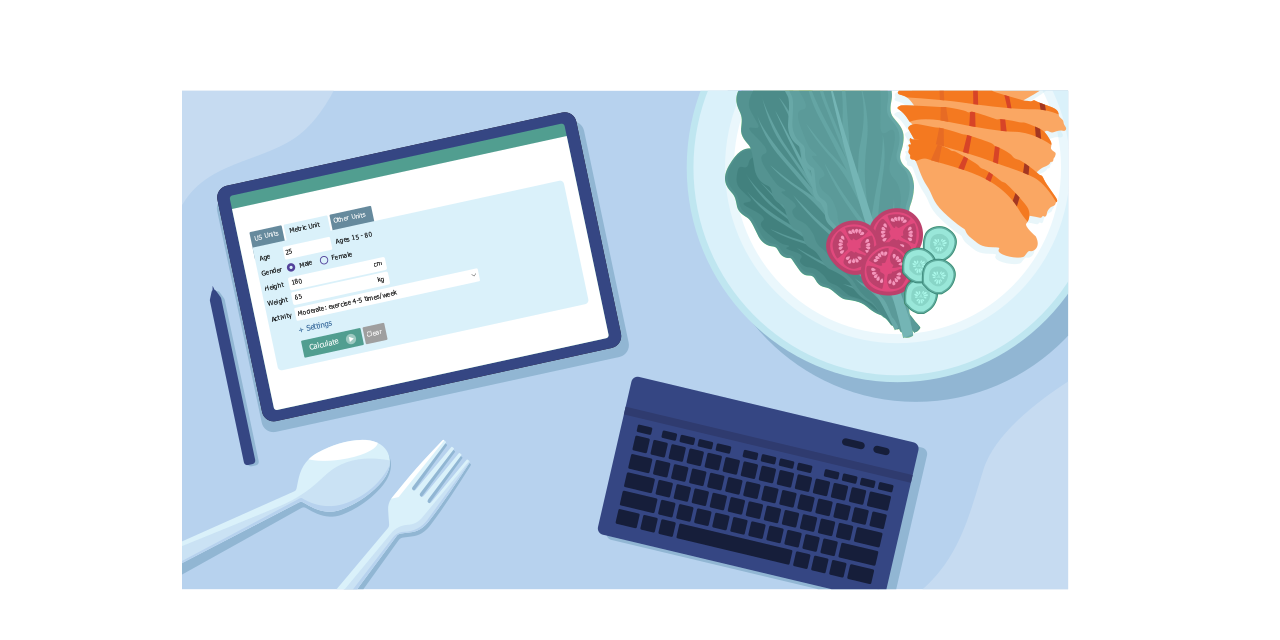 US Units Metric Unit Other Units
Age 25 Ages 15 - 80
Gender Male Female
Height 180 cm
Weight 65 kg
Activity Moderate: exercise 4-5 times/week
+ Settings
Calculate Clear